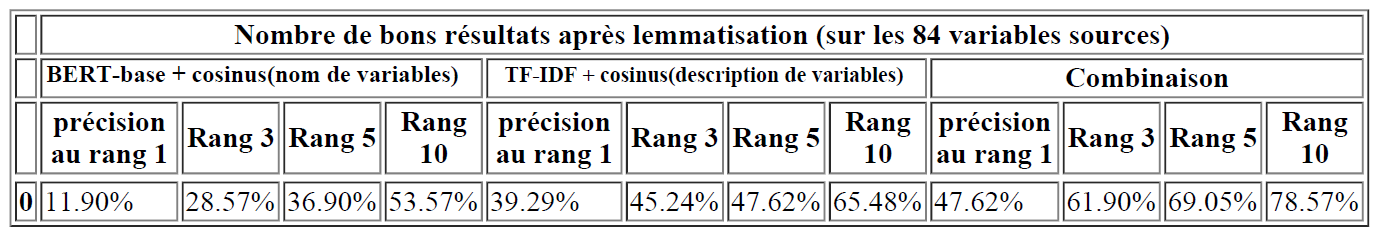 Nombre de bons résultats après lemmatisation (sur les 84 variables sources)
BERT-base + cosinus(nom de variables) TF-IDF + cosinus(description de variables) Combinaison
précision au rang 1 Rang 3 Rang 5 Rang 10 précision au rang 1 Rang 3 Rang 5 Rang 10 précision au rang 1 Rang 3 Rang 5 Rang 10
0 11.90% 28.57% 36.90% 53.57% 39.29% 45.24% 47.62% 65.48% 47.62% 61.90% 69.05% 78.57%